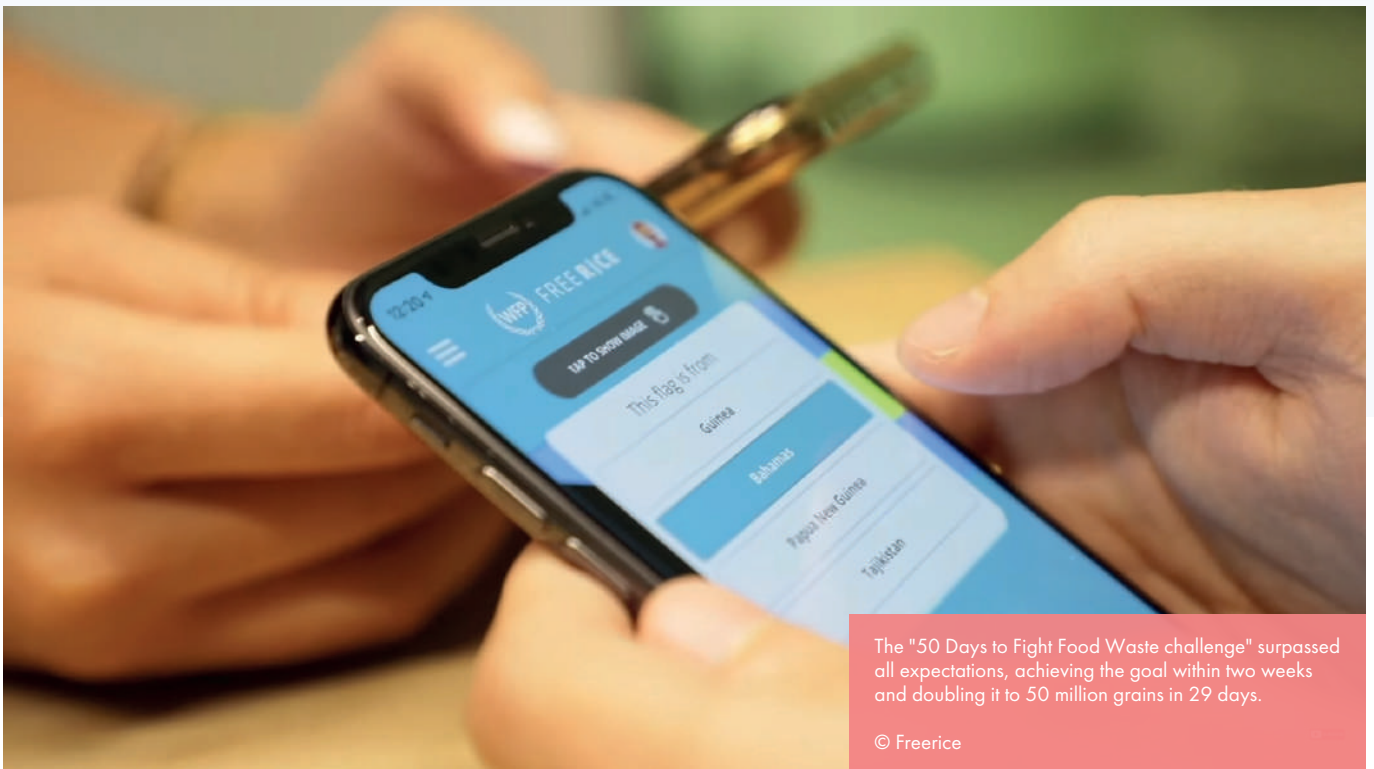 12:20
WFP FREERICE
TAP TO SHOW IMAGE
This flag is from
Guinea
Bahamas
Papua New Guinea
Tajikistan
The "50 Days to Fight Food Waste challenge" surpassed
all expectations, achieving the goal within two weeks
and doubling it to 50 million grains in 29 days.
© Freerice